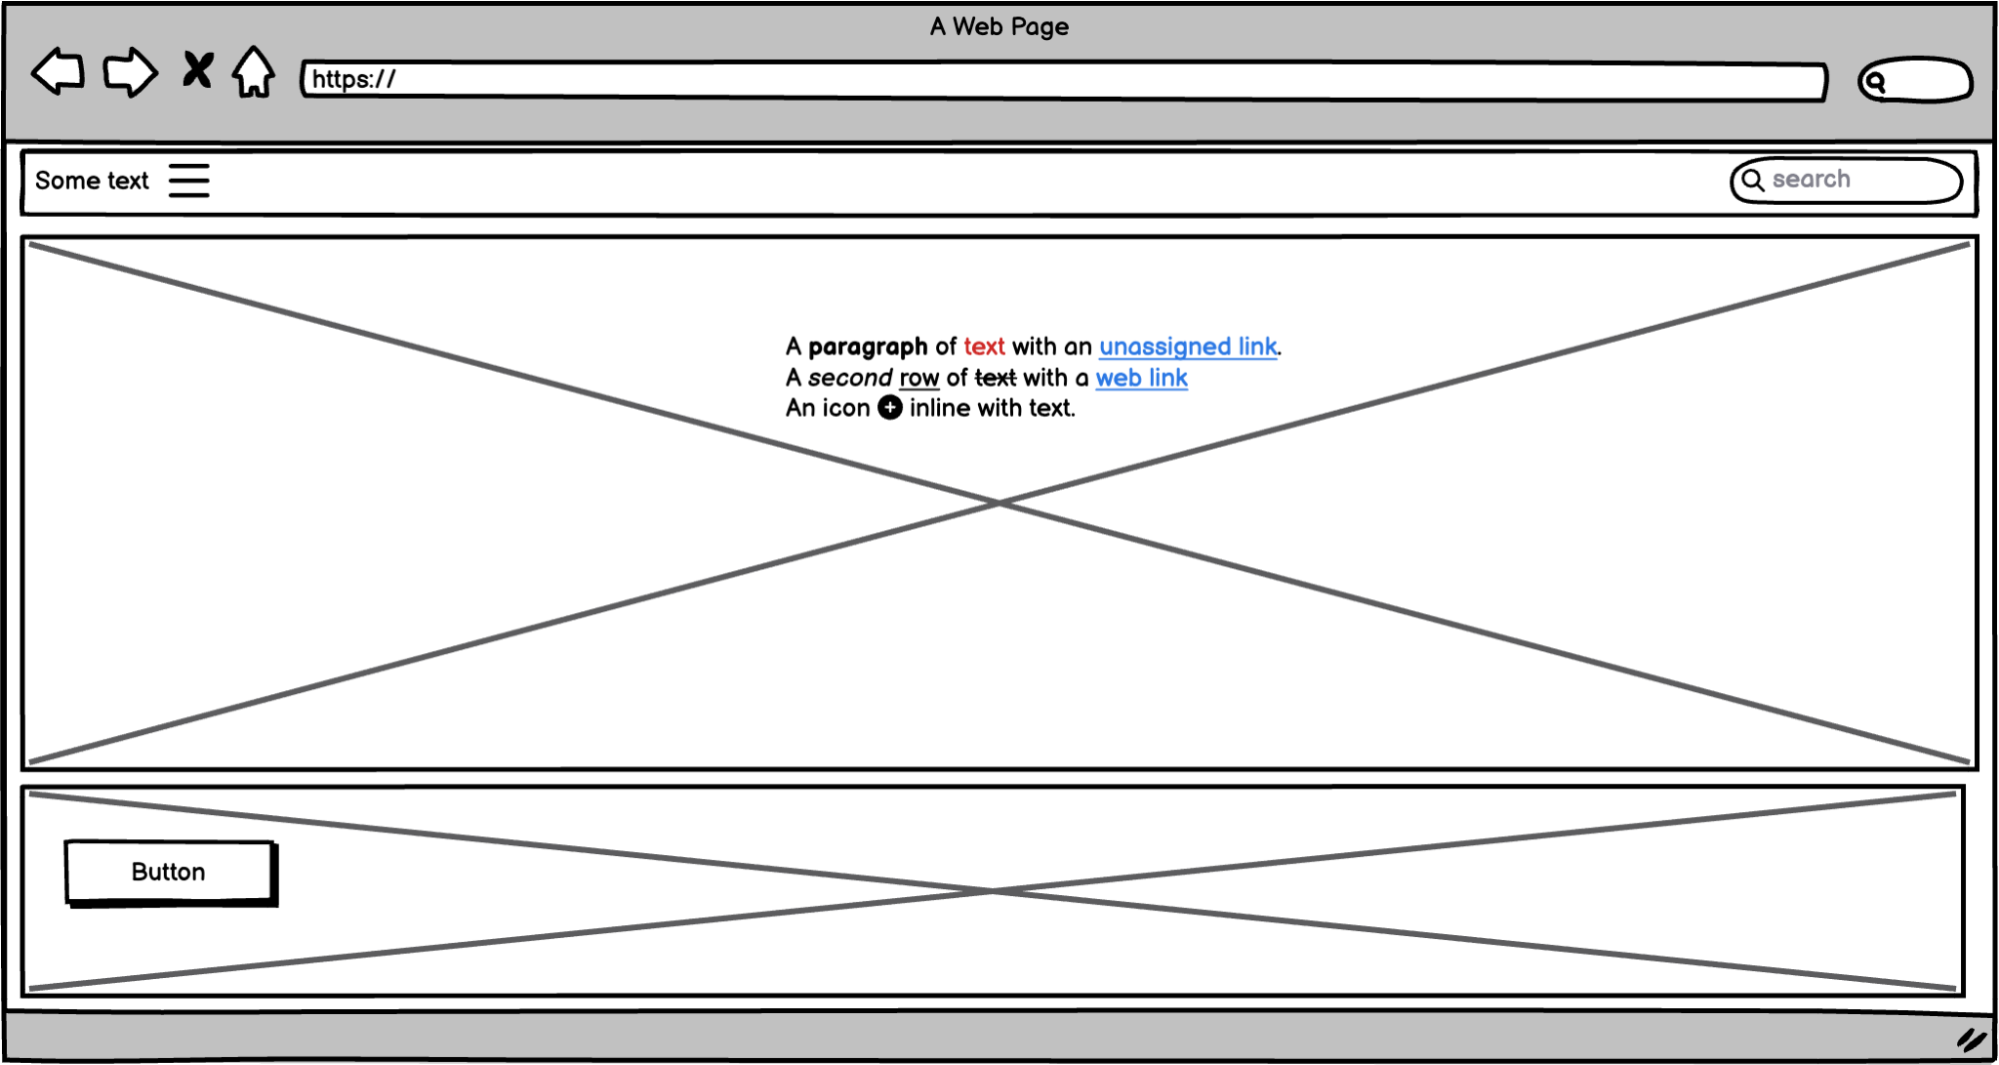 A Web Page
https://
Some text
search
A paragraph of text with an unassigned link.
A second row of text with a web link
An icon inline with text.
Button